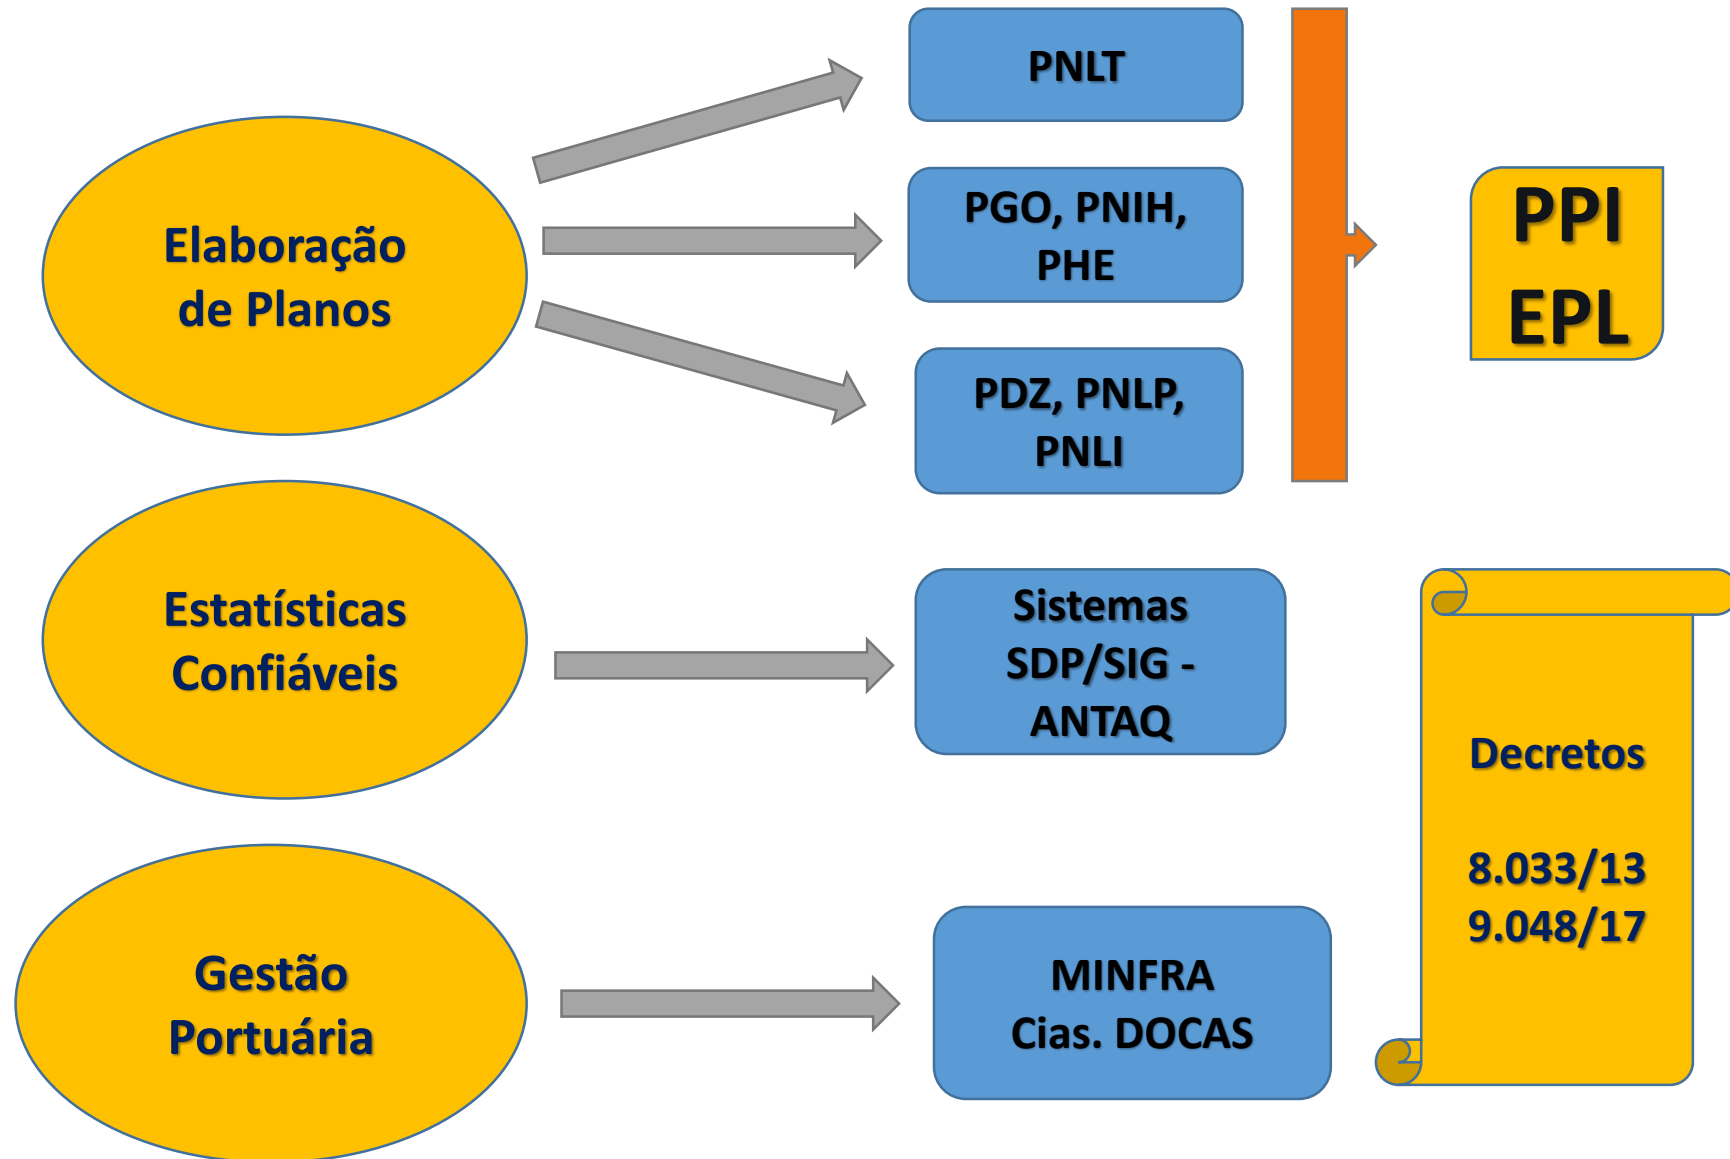 Elaboração
de Planos
PNLT
PGO, PNIH,
PHE
PDZ, PNLP,
PNLI
PPI
EPL
Estatísticas
Confiáveis
Sistemas
SDP/SIG -
ANTAQ
Gestão
Portuária
MINFRA
Cias. DOCAS
Decretos
8.033/13
9.048/17